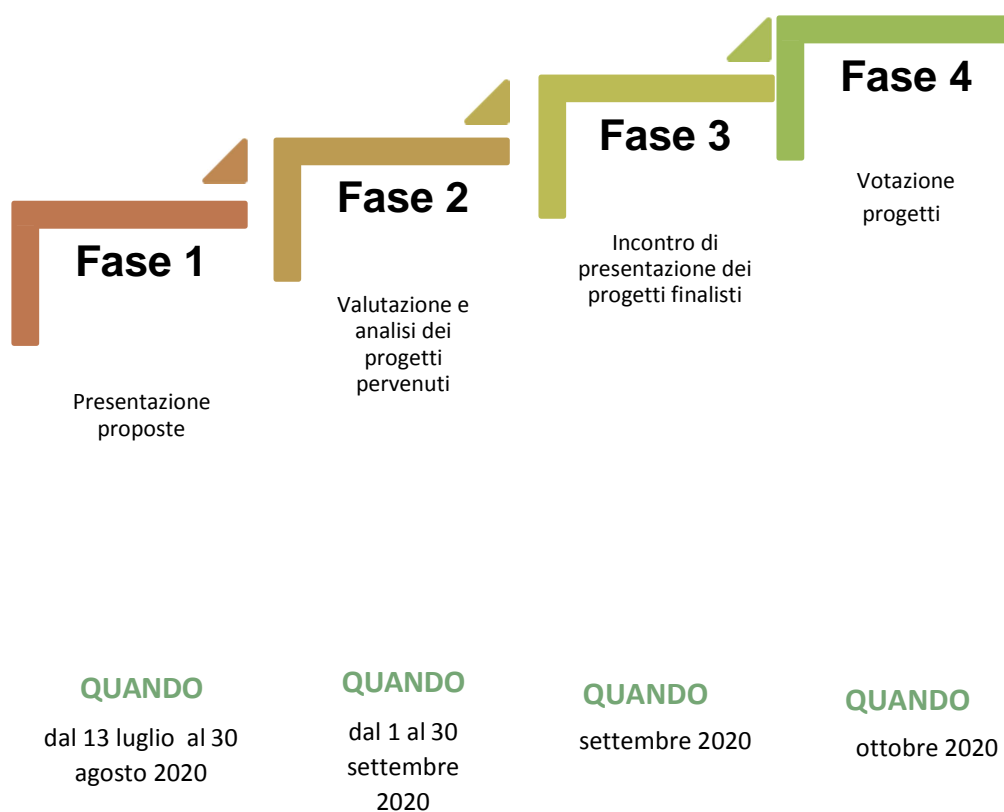 Fase 1
Presentazione
proposte
Fase 2
Valutazione e
analisi dei
progetti
pervenuti
Fase 3
Incontro di
presentazione dei
progetti finalisti
Fase 4
Votazione
progetti
QUANDO
dal 13 luglio al 30
agosto 2020
QUANDO
dal 1 al 30
settembre
2020
QUANDO
settembre 2020
QUANDO
ottobre 2020